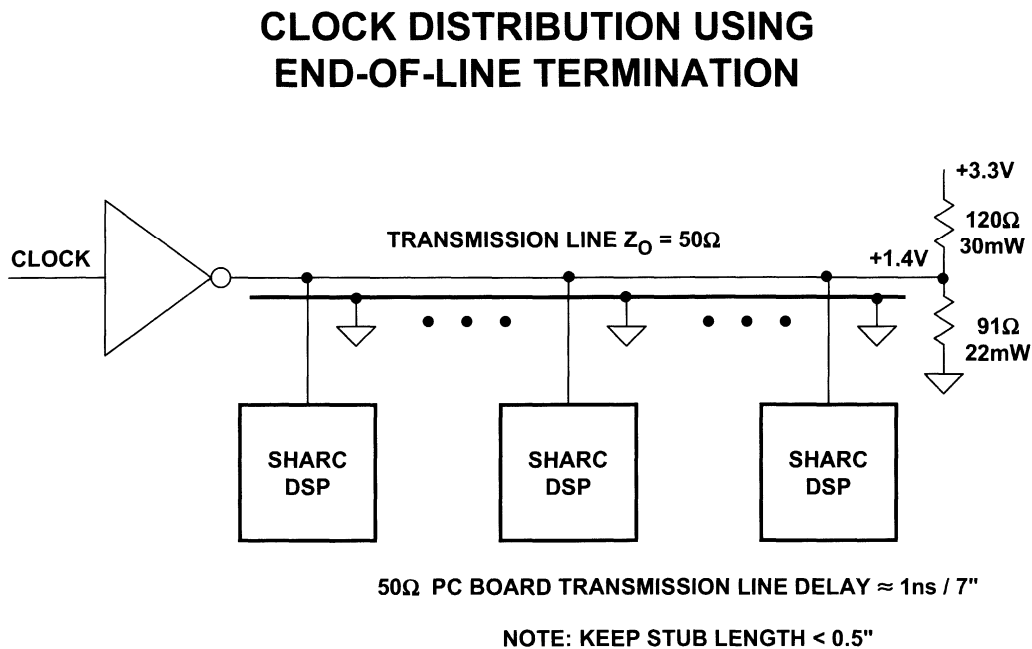 CLOCK DISTRIBUTION USING
END-OF-LINE TERMINATION
+3.3V
120Ω
30mW
TRANSMISSION LINE Z_O = 50Ω
CLOCK
+1.4V
91Ω
22mW
SHARC
DSP
SHARC
DSP
SHARC
DSP
50Ω PC BOARD TRANSMISSION LINE DELAY ≈ 1ns / 7"
NOTE: KEEP STUB LENGTH < 0.5"